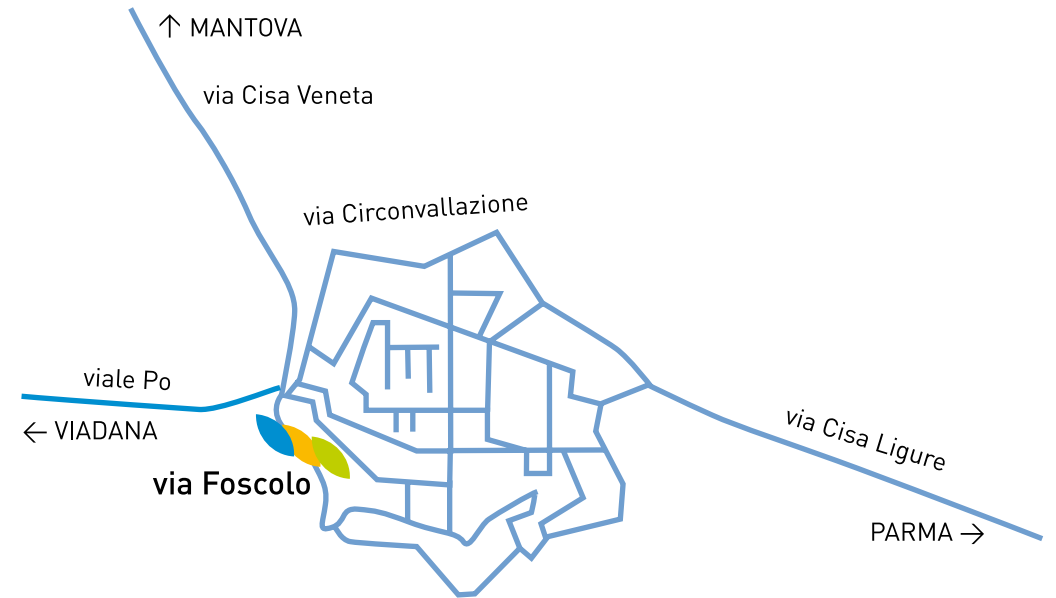 ↑ MANTOVA
via Cisa Veneta
via Circonvallazione
viale Po
← VIADANA
via Cisa Ligure
via Foscolo
PARMA →